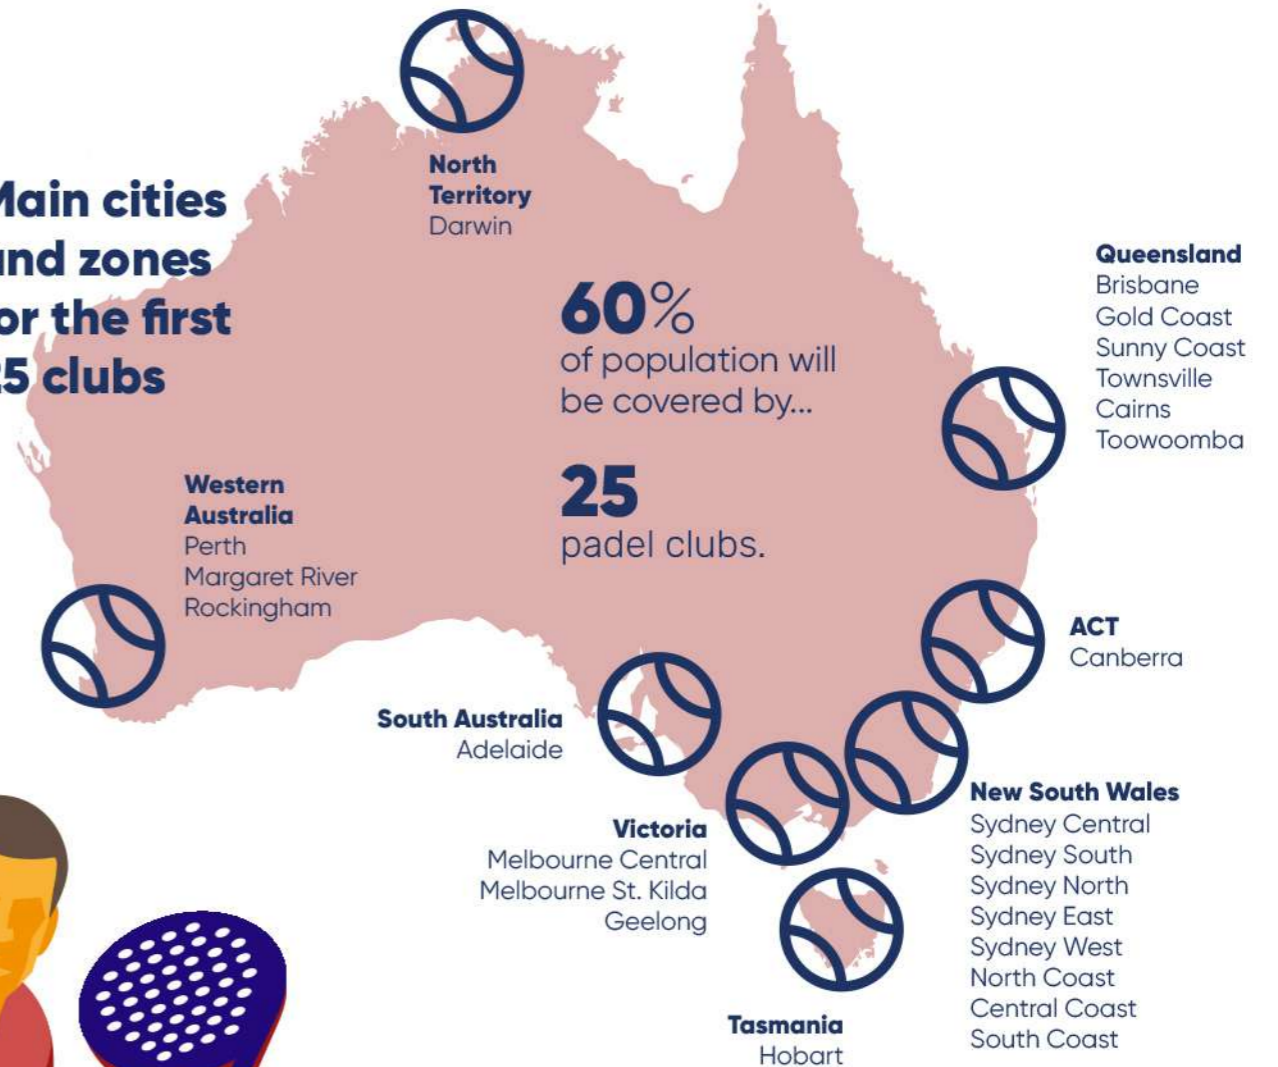 Main cities
and zones
or the first
25 clubs
North
Territory
Darwin
60%
of population will
be covered by...
25
padel clubs.
Queensland
Brisbane
Gold Coast
Sunny Coast
Townsville
Cairns
Toowoomba
Western
Australia
Perth
Margaret River
Rockingham
ACT
Canberra
South Australia
Adelaide
New South Wales
Sydney Central
Sydney South
Sydney North
Sydney East
Sydney West
North Coast
Central Coast
South Coast
Victoria
Melbourne Central
Melbourne St. Kilda
Geelong
Tasmania
Hobart